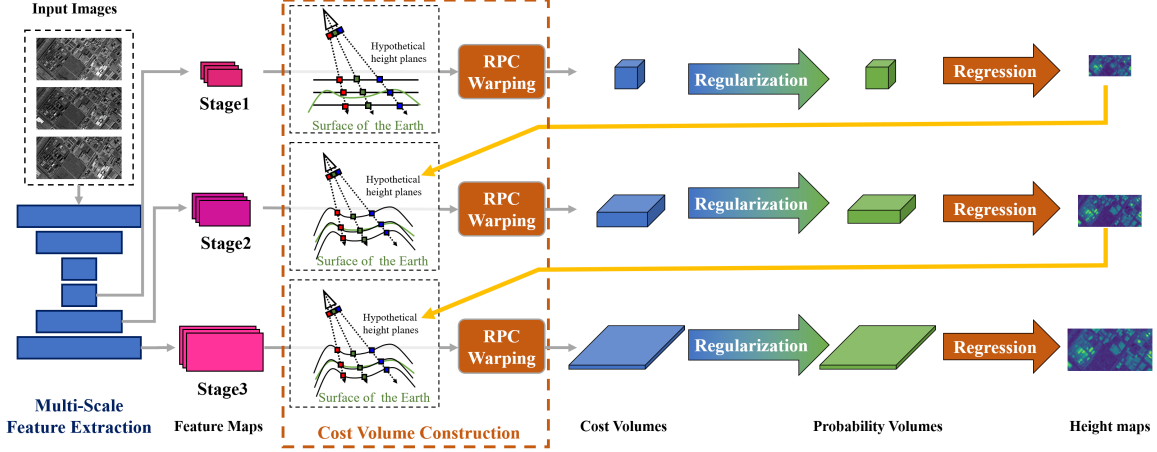 Input Images
Stage1
Hypothetical
height planes
Surface of the Earth
RPC
Warping
Regularization
Regression
Stage2
Hypothetical
height planes
Surface of the Earth
RPC
Warping
Regularization
Regression
Stage3
Hypothetical
height planes
Surface of the Earth
RPC
Warping
Regularization
Regression
Multi-Scale
Feature Extraction
Feature Maps
Cost Volume Construction
Cost Volumes
Probability Volumes
Height maps